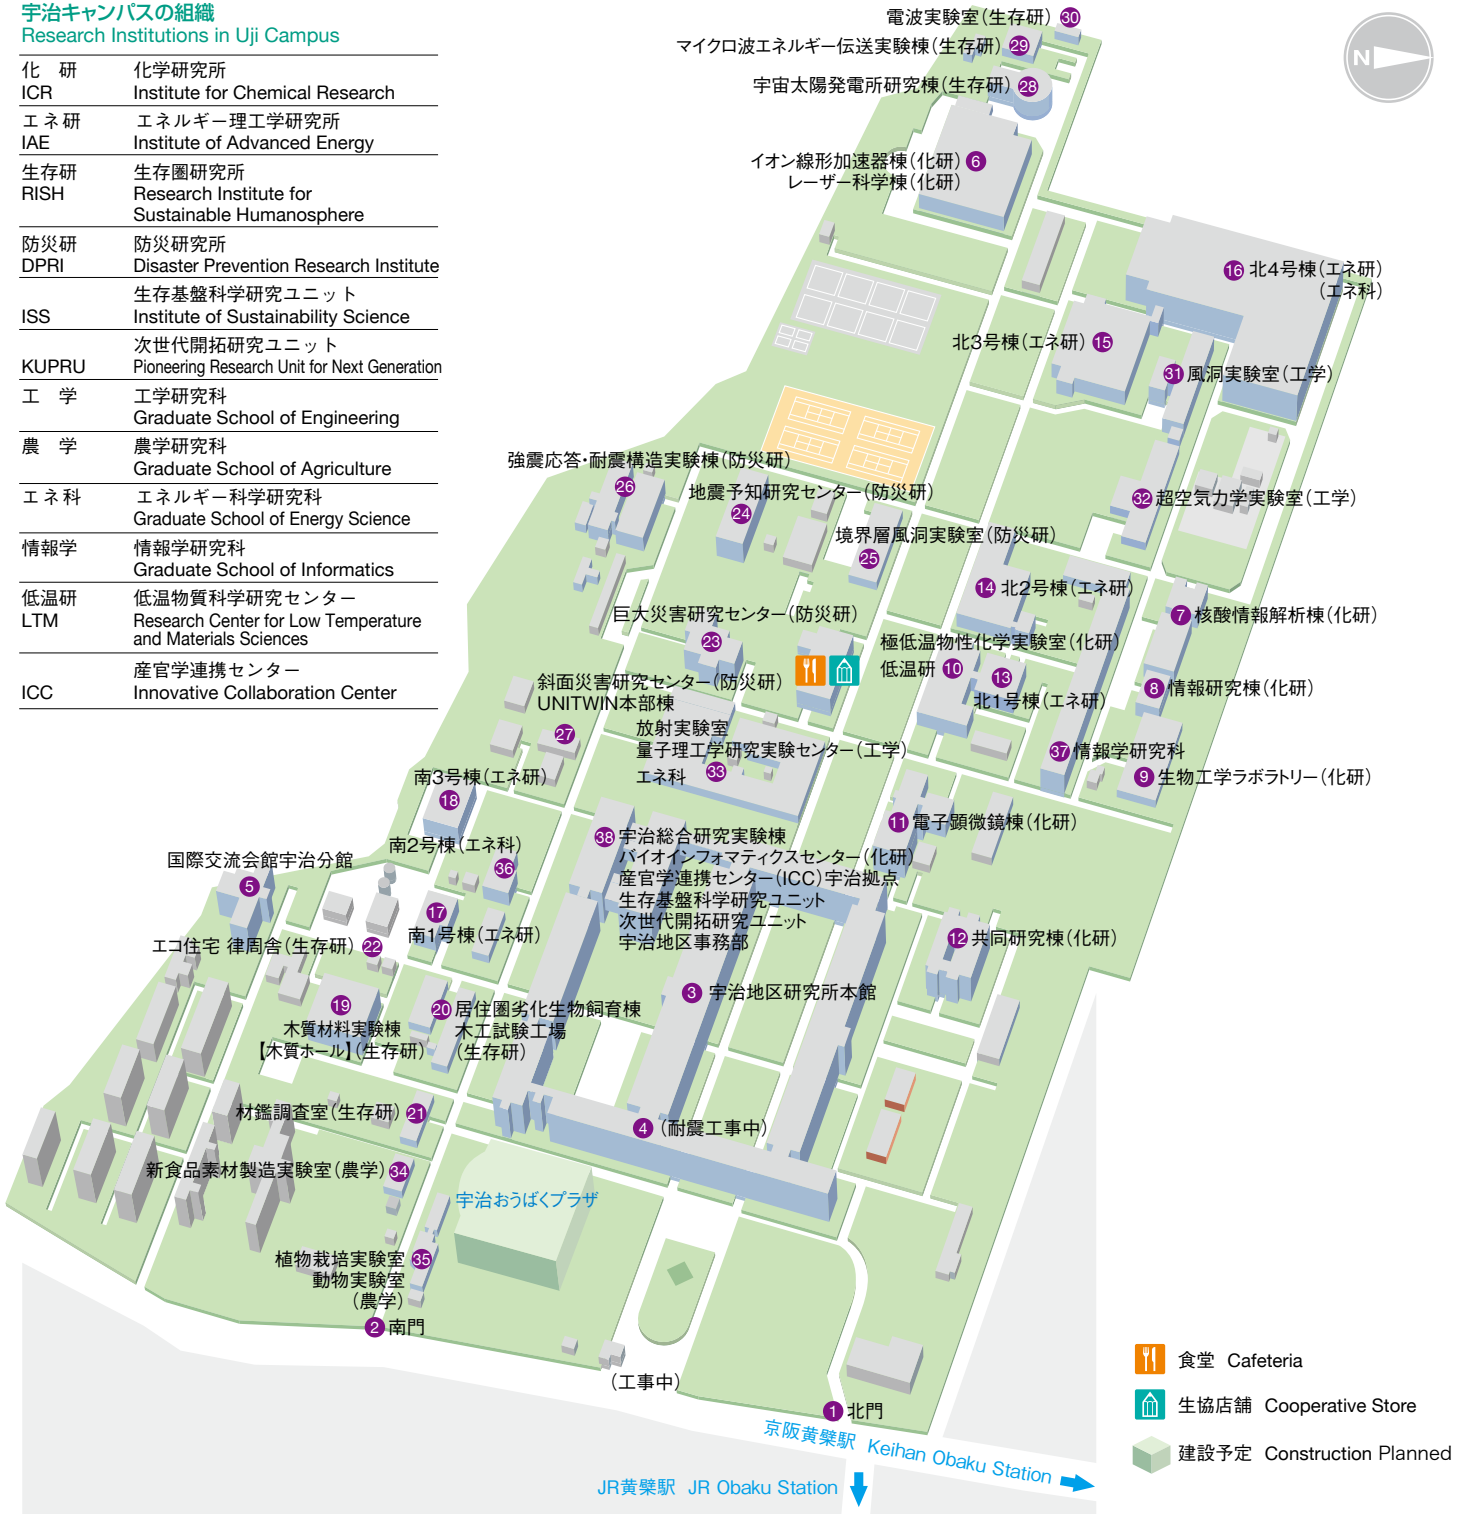 宇治キャンパスの組織
Research Institutions in Uji Campus
化 研 化学研究所
ICR Institute for Chemical Research
エネ研 エネルギー理工学研究所
IAE Institute of Advanced Energy
生存研 生存圏研究所
RISH Research Institute for
Sustainable Humanosphere
防災研 防災研究所
DPRI Disaster Prevention Research Institute
生存基盤科学研究ユニット
ISS Institute of Sustainability Science
次世代開拓研究ユニット
KUPRU Pioneering Research Unit for Next Generation
工 学 工学研究科
Graduate School of Engineering
農 学 農学研究科
Graduate School of Agriculture
エネ科 エネルギー科学研究科
Graduate School of Energy Science
情報学 情報学研究科
Graduate School of Informatics
低温研 低温物質科学研究センター
LTM Research Center for Low Temperature
and Materials Sciences
産官学連携センター
ICC Innovative Collaboration Center
N
電波実験室(生存研) 30
マイクロ波エネルギー伝送実験棟(生存研) 29
宇宙太陽発電所研究棟(生存研) 28
イオン線形加速器棟(化研) 6
レーザー科学棟(化研)
16 北4号棟(エネ研)
(エネ科)
北3号棟(エネ研) 15
31 風洞実験室(工学)
強震応答・耐震構造実験棟(防災研)
26
地震予知研究センター(防災研)
24
32 超空気力学実験室(工学)
境界層風洞実験室(防災研)
25
14 北2号棟(エネ研)
巨大災害研究センター(防災研)
23
7 核酸情報解析棟(化研)
極低温物性化学実験室(化研)
低温研 10
13
北1号棟(エネ研)
8 情報研究棟(化研)
斜面災害研究センター(防災研)
UNITWIN本部棟
27
放射実験室
量子理工学研究実験センター(工学)
エネ科 33
37 情報学研究科
9 生物工学ラボラトリー(化研)
南3号棟(エネ研)
18
11 電子顕微鏡棟(化研)
南2号棟(エネ科)
36
38 宇治総合研究実験棟
バイオインフォマティクスセンター(化研)
産官学連携センター(ICC)宇治拠点
生存基盤科学研究ユニット
次世代開拓研究ユニット
宇治地区事務部
国際交流会館宇治分館
5
17
南1号棟(エネ研)
エコ住宅 律周舎(生存研) 22
12 共同研究棟(化研)
3 宇治地区研究所本館
19
木質材料実験棟
【木質ホール】(生存研)
20 居住圏劣化生物飼育棟
木工試験工場
(生存研)
材鑑調査室(生存研) 21
4 (耐震工事中)
新食品素材製造実験室(農学) 34
宇治おうばくプラザ
植物栽培実験室 35
動物実験室
(農学)
2 南門
(工事中)
1 北門
京阪黄檗駅 Keihan Obaku Station
JR黄檗駅 JR Obaku Station
食堂 Cafeteria
生協店舗 Cooperative Store
建設予定 Construction Planned